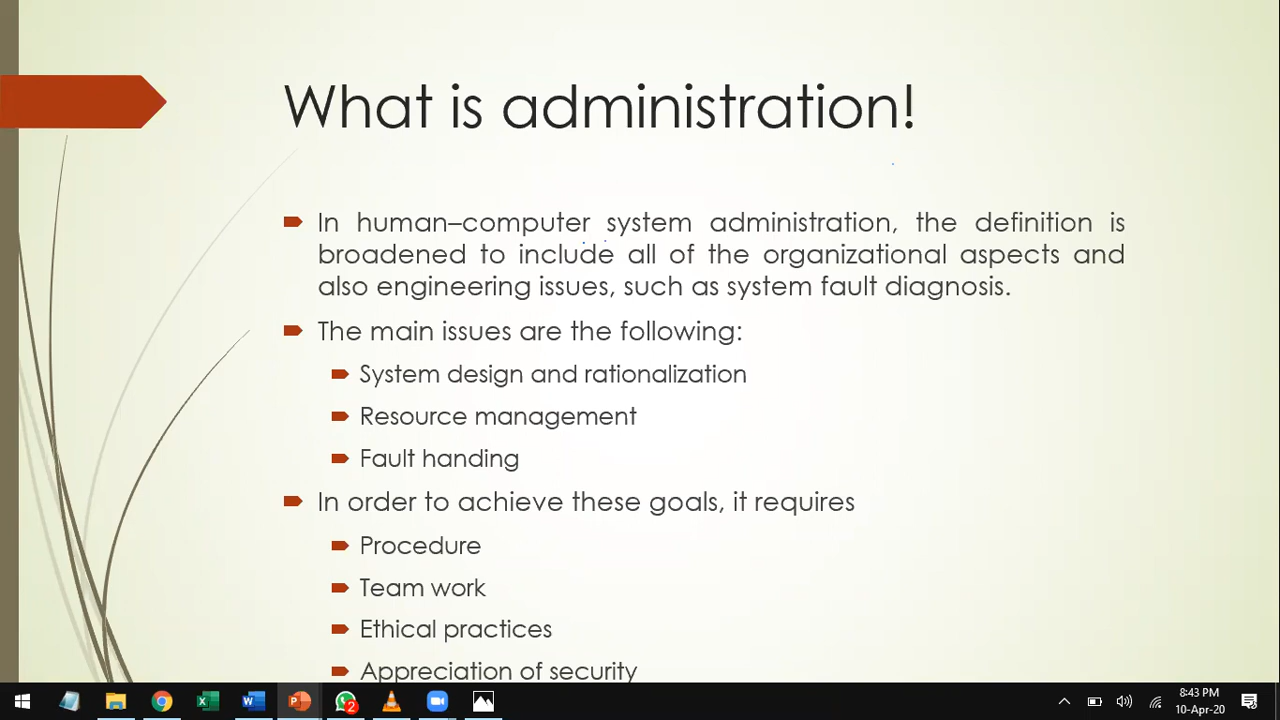 What is administration!
In human–computer system administration, the definition is
broadened to include all of the organizational aspects and
also engineering issues, such as system fault diagnosis.
The main issues are the following:
System design and rationalization
Resource management
Fault handing
In order to achieve these goals, it requires
Procedure
Team work
Ethical practices
Appreciation of security
2
8:43 PM
10-Apr-20